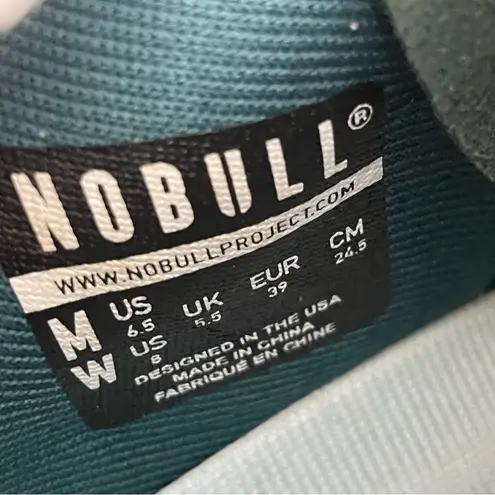 NOBULL®
WWW.NOBULLPROJECT.COM
M US UK EUR CM
6.5 5.5 39 24.5
W US
8
DESIGNED IN THE USA
MADE IN CHINA
FABRIQUÉ EN CHINE